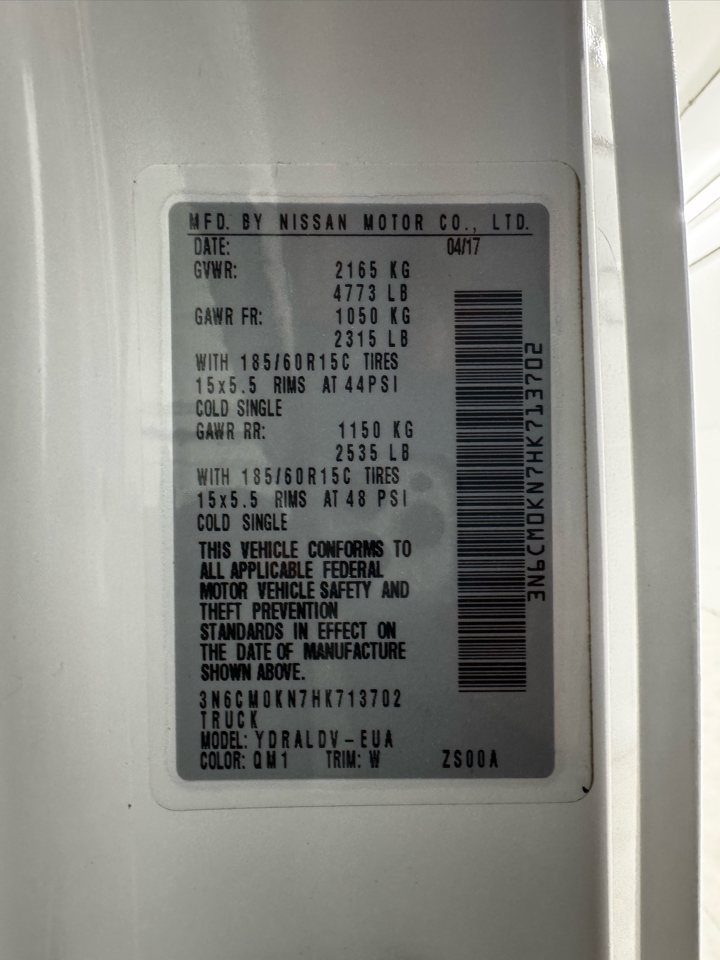 MFD. BY NISSAN MOTOR CO., LTD.
DATE: 04/17
GVWR: 2165 KG
4773 LB
GAWR FR: 1050 KG
2315 LB
WITH 185/60R15C TIRES
15x5.5 RIMS AT 44PSI
COLD SINGLE
GAWR RR: 1150 KG
2535 LB
WITH 185/60R15C TIRES
15x5.5 RIMS AT 48 PSI
COLD SINGLE
THIS VEHICLE CONFORMS TO
ALL APPLICABLE FEDERAL
MOTOR VEHICLE SAFETY AND
THEFT PREVENTION
STANDARDS IN EFFECT ON
THE DATE OF MANUFACTURE
SHOWN ABOVE.
3N6CM0KN7HK713702
TRUCK
MODEL: YDRALDV-EUA
COLOR: QM1 TRIM: W ZS00A
3N6CM0KN7HK713702